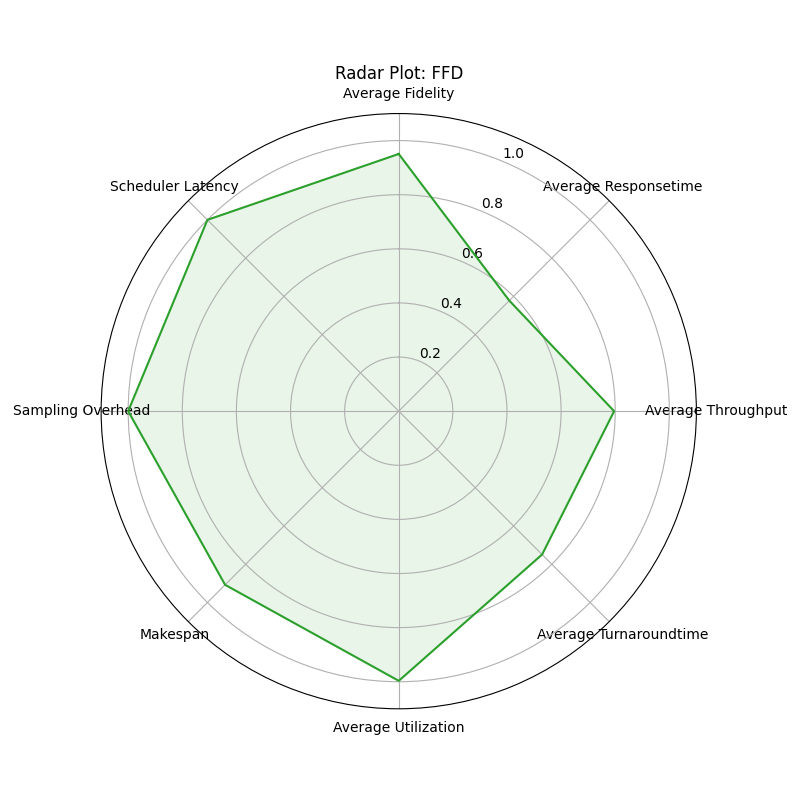 Radar Plot: FFD
Average Fidelity
1.0
Scheduler Latency
Average Responsetime
0.8
0.6
0.4
0.2
Sampling Overhead
Average Throughput
Makespan
Average Turnaroundtime
Average Utilization